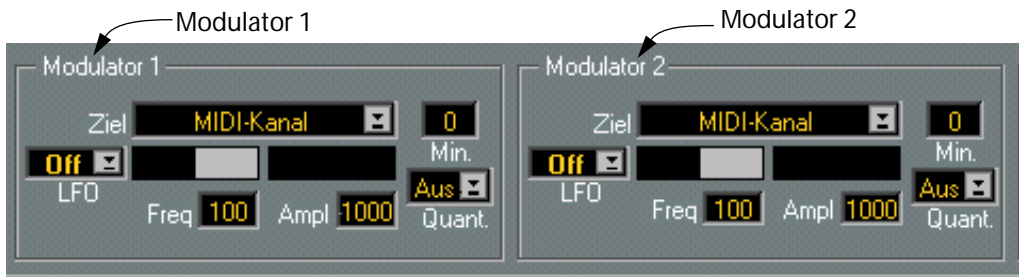 Modulator 1
Modulator 2
Modulator 1
Ziel MIDI-Kanal 0
Off Min.
LFO Aus
Freq 100 Ampl -1000 Quant.
Modulator 2
Ziel MIDI-Kanal 0
Off Min.
LFO Aus
Freq 100 Ampl 1000 Quant.